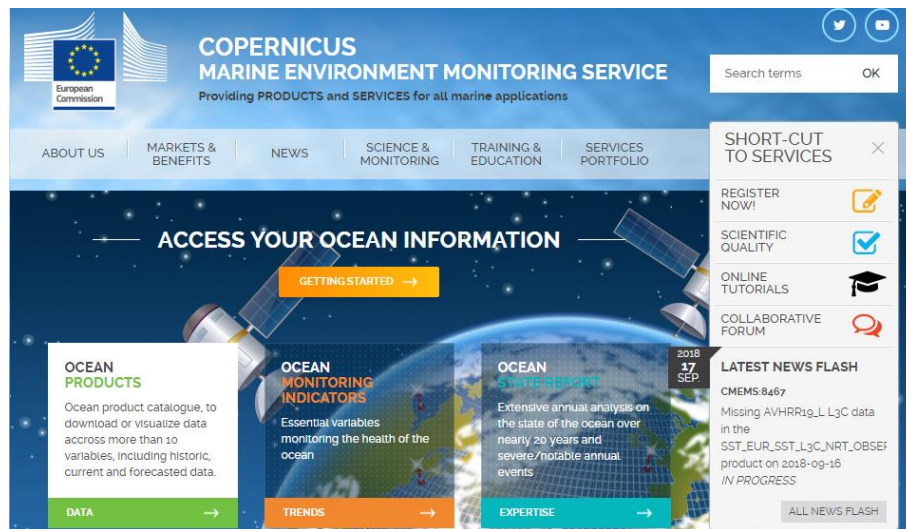 European
Commission
COPERNICUS
MARINE ENVIRONMENT MONITORING SERVICE
Providing PRODUCTS and SERVICES for all marine applications
Search terms
OK
ABOUT US
MARKETS &
BENEFITS
NEWS
SCIENCE &
MONITORING
TRAINING &
EDUCATION
SERVICES
PORTFOLIO
ACCESS YOUR OCEAN INFORMATION
GETTING STARTED →
OCEAN
PRODUCTS
Ocean product catalogue, to
download or visualize data
accross more than 10
variables, including historic,
current and forecasted data.
DATA →
OCEAN
MONITORING
INDICATORS
Essential variables
monitoring the health of the
ocean
TRENDS →
OCEAN
STATE REPORT
Extensive annual analysis on
the state of the ocean over
nearly 20 years and
severe/notable annual
events
EXPERTISE →
SHORT-CUT
TO SERVICES
REGISTER
NOW!
SCIENTIFIC
QUALITY
ONLINE
TUTORIALS
COLLABORATIVE
FORUM
2018
17
SEP.
LATEST NEWS FLASH
CMEMS:8467
Missing AVHRR19_L L3C data
in the
SST_EUR_SST_L3C_NRT_OBSER
product on 2018-09-16
IN PROGRESS
ALL NEWS FLASH